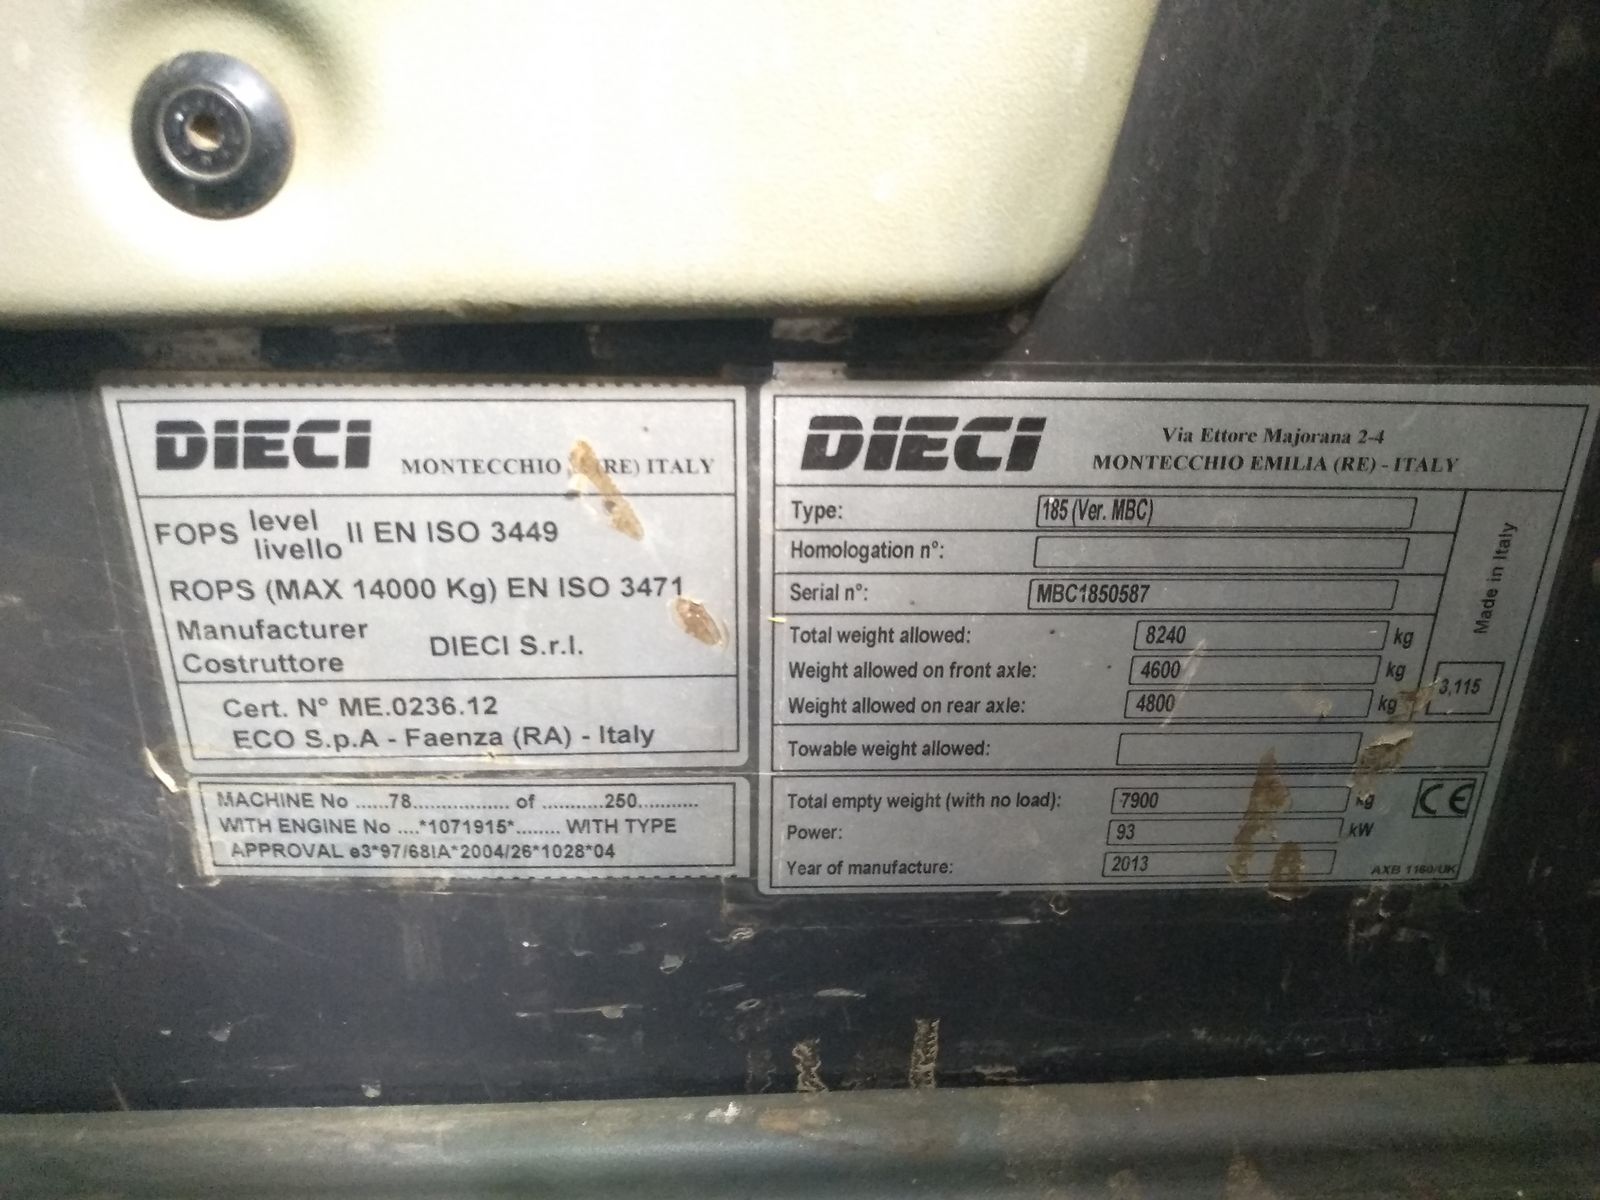 DIECI
MONTECCHIO (RE) ITALY
FOPS level livello II EN ISO 3449
ROPS (MAX 14000 Kg) EN ISO 3471
Manufacturer
Costruttore
DIECI S.r.l.
Cert. N° ME.0236.12
ECO S.p.A - Faenza (RA) - Italy
MACHINE No ......78................. of ...........250...........
WITH ENGINE No ....*1071915*........ WITH TYPE
APPROVAL e3*97/68IA*2004/26*1028*04
DIECI
Via Ettore Majorana 2-4
MONTECCHIO EMILIA (RE) - ITALY
Type: 185 (Ver. MBC)
Homologation n°:
Serial n°: MBC1850587
Total weight allowed: 8240 kg
Weight allowed on front axle: 4600 kg
Weight allowed on rear axle: 4800 kg
Towable weight allowed:
Total empty weight (with no load): 7900 kg
Power: 93 kW
Year of manufacture: 2013
Made in Italy
3,115
CE
AXB 1160/UK